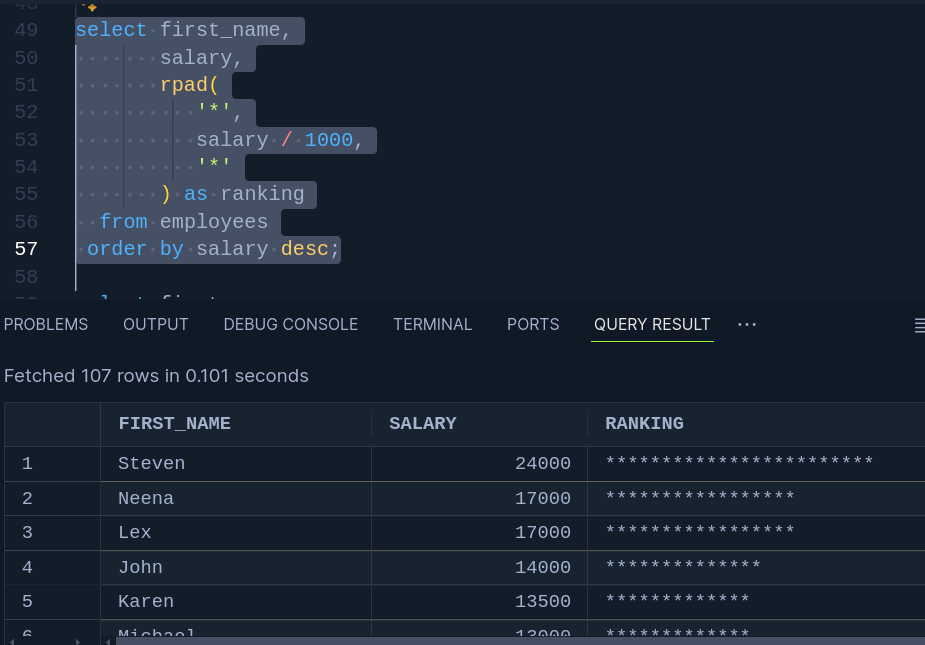 48
49 select first_name,
50 salary,
51 rpad(
52 '*',
53 salary / 1000,
54 '*'
55 ) as ranking
56 from employees
57 order by salary desc;
58
PROBLEMS OUTPUT DEBUG CONSOLE TERMINAL PORTS QUERY RESULT ···
Fetched 107 rows in 0.101 seconds
FIRST_NAME SALARY RANKING
1 Steven 24000 ************************
2 Neena 17000 *****************
3 Lex 17000 *****************
4 John 14000 **************
5 Karen 13500 *************
6 Michael 13000 *************